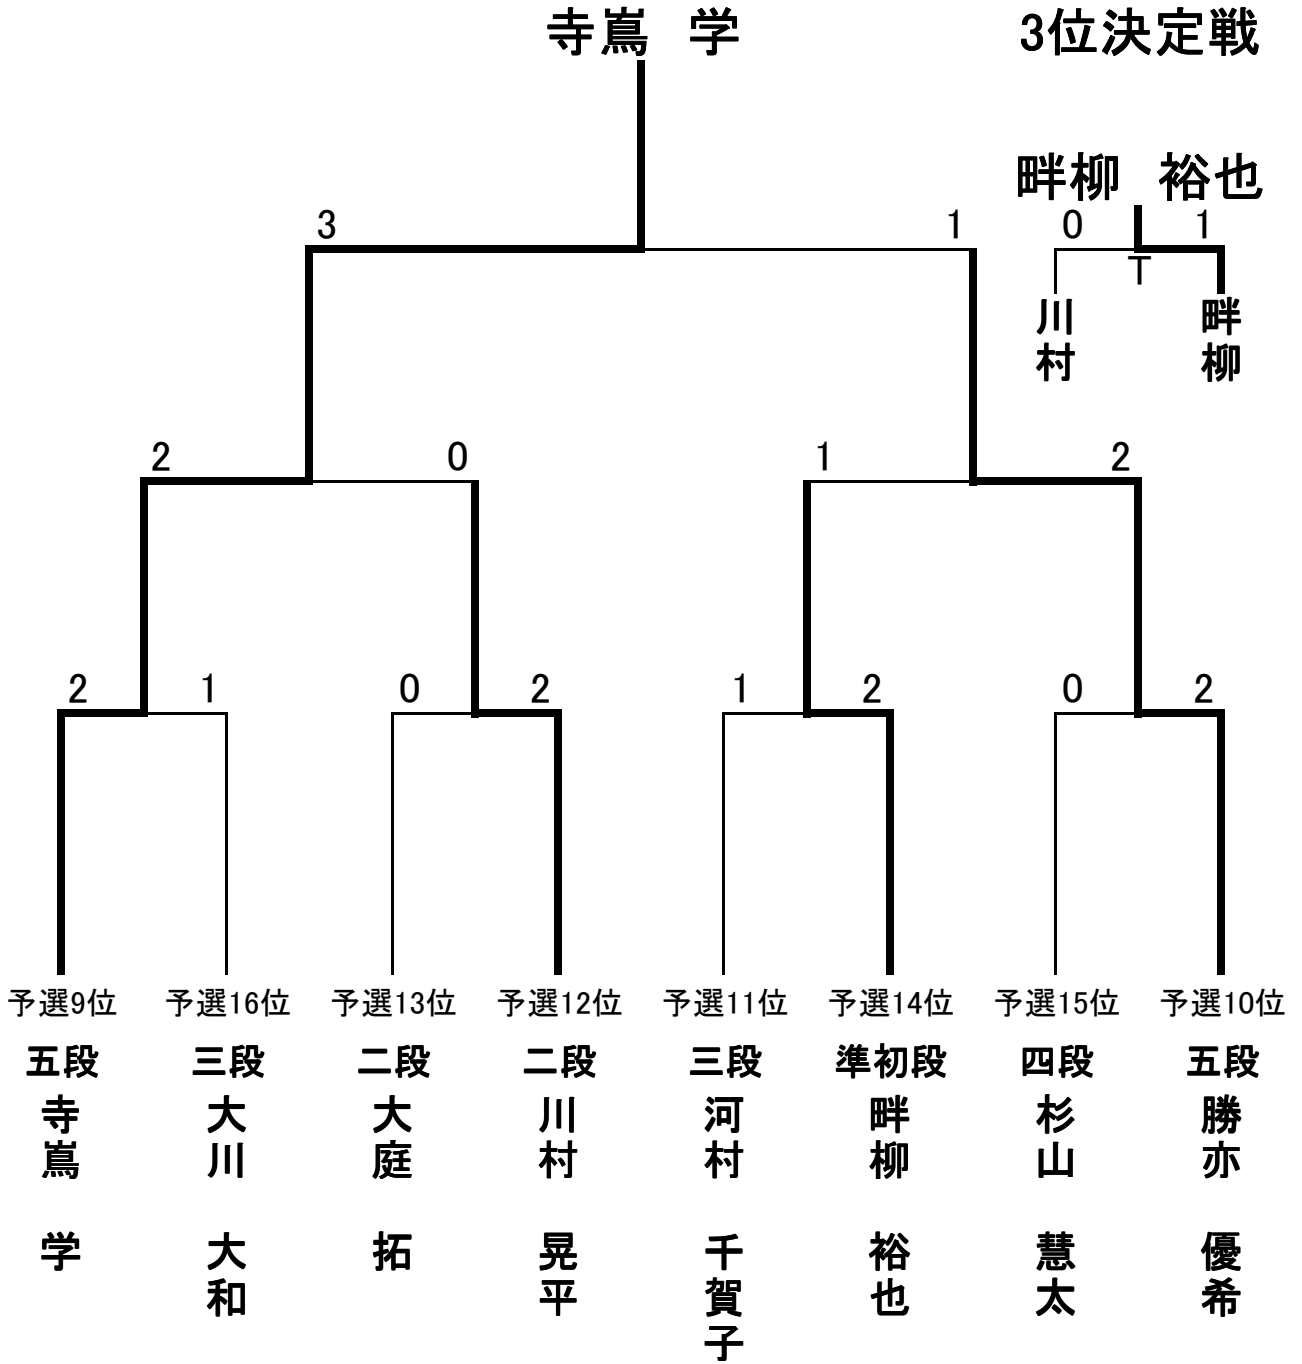 寺嶌　学
3位決定戦
畔柳　裕也
3
1
0
1
T
川村
畔柳
2
0
1
2
2
1
0
2
1
2
0
2
予選9位
予選16位
予選13位
予選12位
予選11位
予選14位
予選15位
予選10位
五段
三段
二段
二段
三段
準初段
四段
五段
寺嶌　学
大川　大和
大庭　拓
川村　晃平
河村　千賀子
畔柳　裕也
杉山　慧太
勝亦　優希